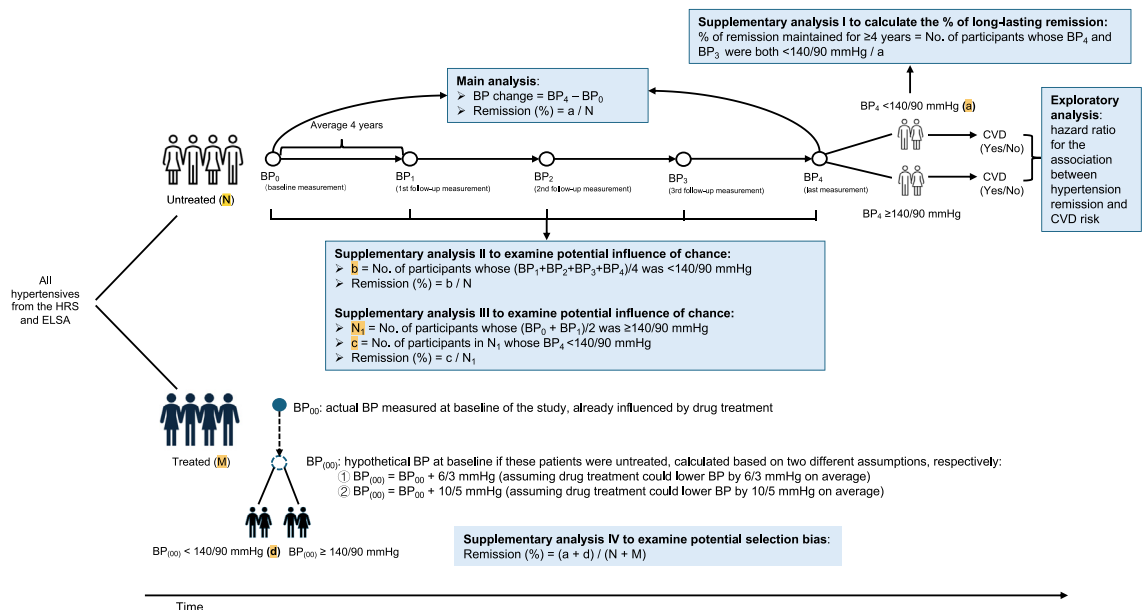 Supplementary analysis I to calculate the % of long-lasting remission:
% of remission maintained for ≥4 years = No. of participants whose BP₄ and
BP₃ were both <140/90 mmHg / a
Main analysis:
➢ BP change = BP₄ – BP₀
➢ Remission (%) = a / N
BP₄ <140/90 mmHg (a)
Exploratory
analysis:
hazard ratio
for the
association
between
hypertension
remission and
CVD risk
Average 4 years
CVD
(Yes/No)
BP₀
(baseline measurement)
BP₁
(1st follow-up measurement)
BP₂
(2nd follow-up measurement)
BP₃
(3rd follow-up measurement)
BP₄
(last measurement)
CVD
(Yes/No)
Untreated (N)
BP₄ ≥140/90 mmHg
Supplementary analysis II to examine potential influence of chance:
➢ b = No. of participants whose (BP₁+BP₂+BP₃+BP₄)/4 was <140/90 mmHg
➢ Remission (%) = b / N
Supplementary analysis III to examine potential influence of chance:
➢ N₁ = No. of participants whose (BP₀ + BP₁)/2 was ≥140/90 mmHg
➢ c = No. of participants in N₁ whose BP₄ <140/90 mmHg
➢ Remission (%) = c / N₁
All
hypertensives
from the HRS
and ELSA
BP₀₀: actual BP measured at baseline of the study, already influenced by drug treatment
Treated (M)
BP₍₀₀₎: hypothetical BP at baseline if these patients were untreated, calculated based on two different assumptions, respectively:
① BP₍₀₀₎ = BP₀₀ + 6/3 mmHg (assuming drug treatment could lower BP by 6/3 mmHg on average)
② BP₍₀₀₎ = BP₀₀ + 10/5 mmHg (assuming drug treatment could lower BP by 10/5 mmHg on average)
BP₍₀₀₎ < 140/90 mmHg (d) BP₍₀₀₎ ≥ 140/90 mmHg
Supplementary analysis IV to examine potential selection bias:
Remission (%) = (a + d) / (N + M)
Time